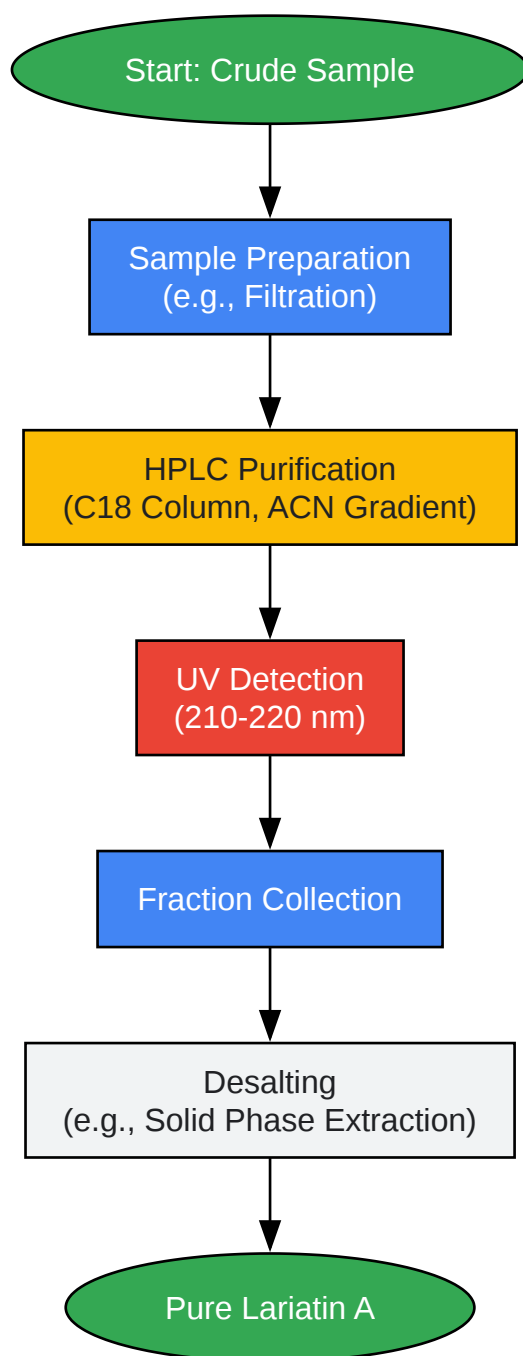 Start: Crude Sample
Sample Preparation
(e.g., Filtration)
HPLC Purification
(C18 Column, ACN Gradient)
UV Detection
(210-220 nm)
Fraction Collection
Desalting
(e.g., Solid Phase Extraction)
Pure Lariatin A